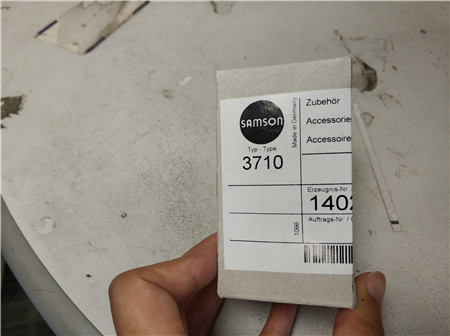 SAMSON
Made in Germany
Typ - Type
3710
Zubehör
Accessories
Accessoire
Erzeugnis-Nr /
1402
Auftrags-Nr. /
1098